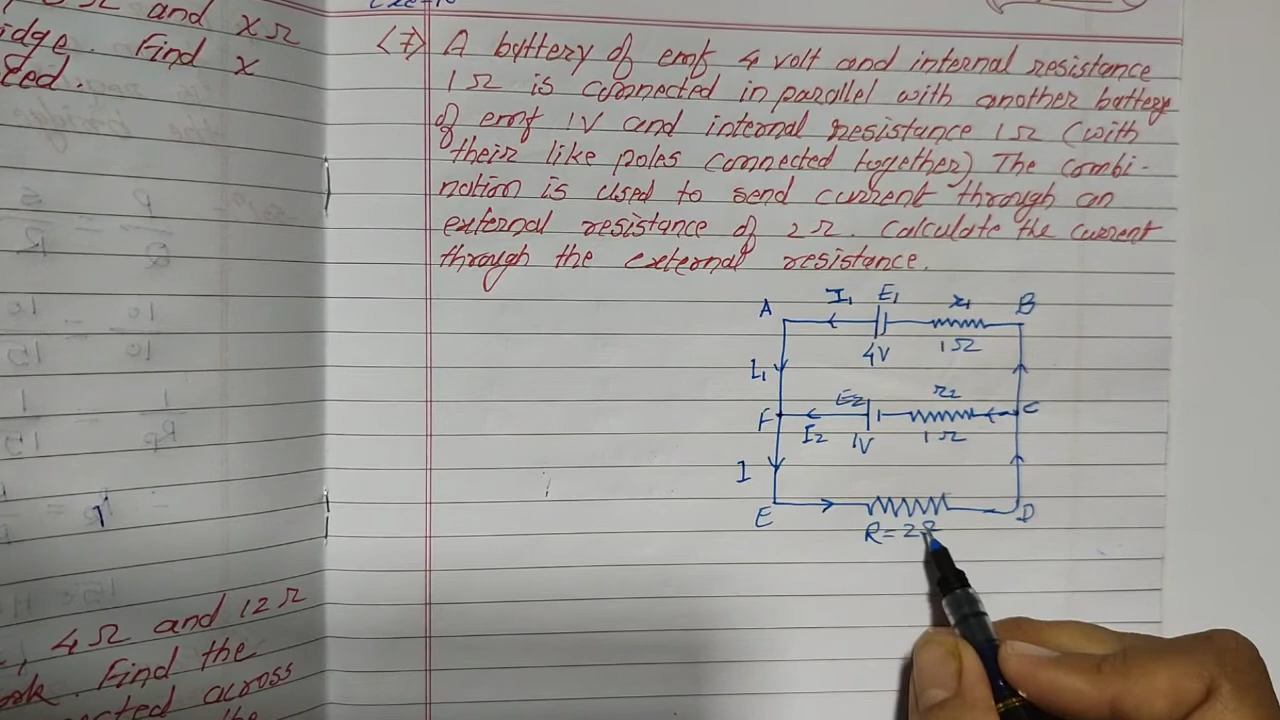 and xΩ
idge. Find x
<7> A battery of emf 4 volt and internal resistance
1Ω is connected in parallel with another battery
of emf 1V and internal resistance 1Ω (with
their like poles connected together) The combi-
nation is used to send current through an
external resistance of 2Ω. Calculate the current
through the external resistance.
A I₁ E₁ r₁ B
4V 1Ω
I₁
F E₂ r₂ C
I₂ 1V 1Ω
I
E D
R=2Ω
4Ω and 12Ω
Find the
across